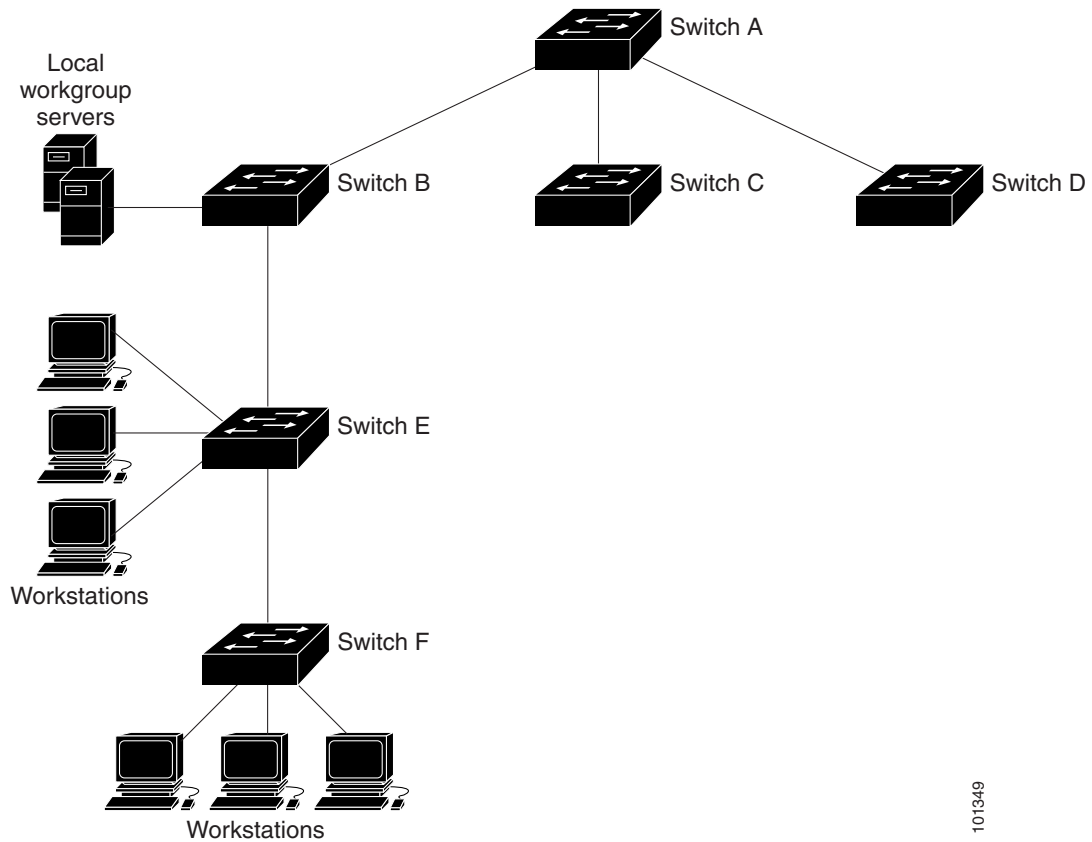 Switch A
Local
workgroup
servers
Switch B
Switch C
Switch D
Switch E
Workstations
Switch F
Workstations
101349